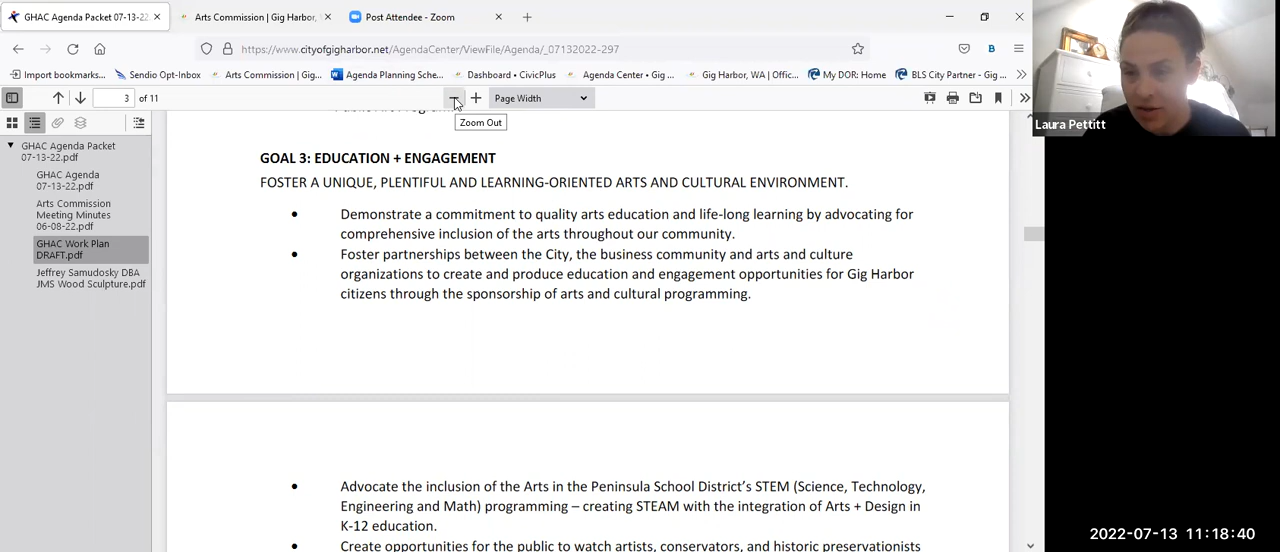 GHAC Agenda Packet 07-13-22
Arts Commission | Gig Harbor,
Post Attendee - Zoom
https://www.cityofgigharbor.net/AgendaCenter/ViewFile/Agenda/_07132022-297
Import bookmarks...
Sendio Opt-Inbox
Arts Commission | Gig...
Agenda Planning Sche...
Dashboard • CivicPlus
Agenda Center • Gig ...
Gig Harbor, WA | Offic...
My DOR: Home
BLS City Partner - Gig ...
3 of 11
Page Width
Zoom Out
Laura Pettitt
GHAC Agenda Packet
07-13-22.pdf
GHAC Agenda
07-13-22.pdf
Arts Commission
Meeting Minutes
06-08-22.pdf
GHAC Work Plan
DRAFT.pdf
Jeffrey Samudosky DBA
JMS Wood Sculpture.pdf
GOAL 3: EDUCATION + ENGAGEMENT
FOSTER A UNIQUE, PLENTIFUL AND LEARNING-ORIENTED ARTS AND CULTURAL ENVIRONMENT.
• Demonstrate a commitment to quality arts education and life-long learning by advocating for
comprehensive inclusion of the arts throughout our community.
• Foster partnerships between the City, the business community and arts and culture
organizations to create and produce education and engagement opportunities for Gig Harbor
citizens through the sponsorship of arts and cultural programming.
• Advocate the inclusion of the Arts in the Peninsula School District's STEM (Science, Technology,
Engineering and Math) programming – creating STEAM with the integration of Arts + Design in
K-12 education.
• Create opportunities for the public to watch artists, conservators, and historic preservationists
2022-07-13 11:18:40